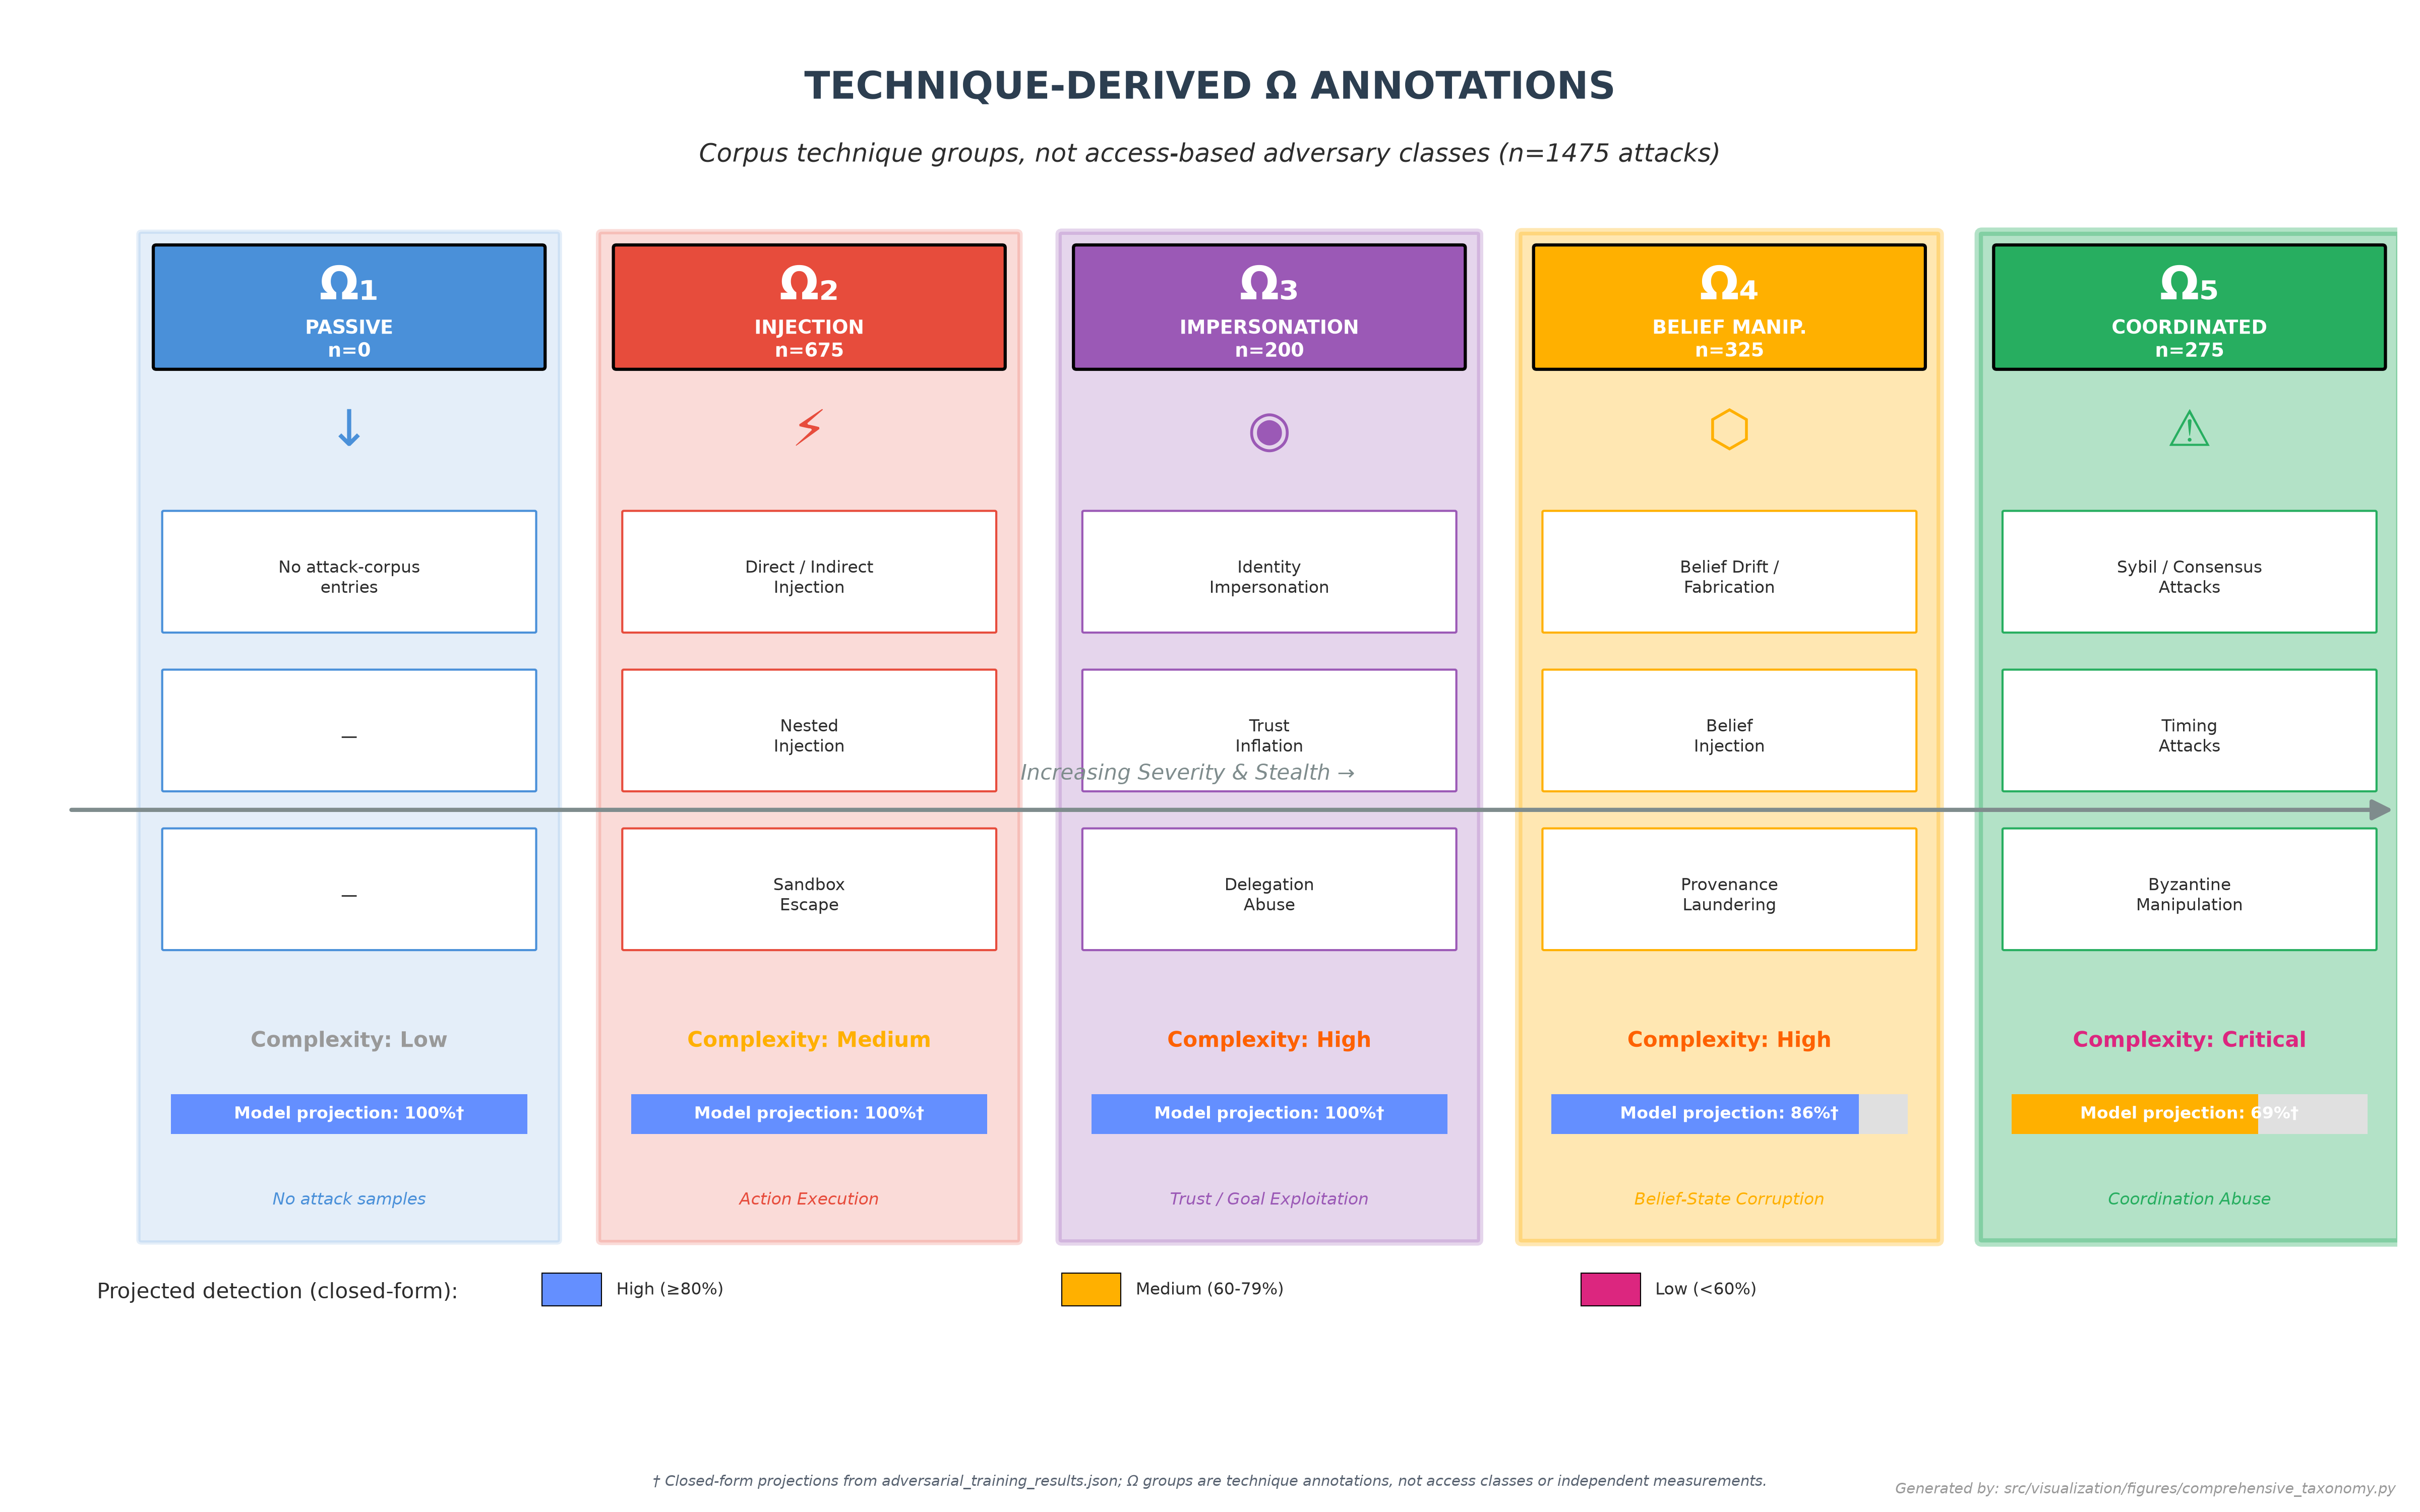 TECHNIQUE-DERIVED Ω ANNOTATIONS
Corpus technique groups, not access-based adversary classes (n=1475 attacks)
Ω₁
PASSIVE
n=0
↓
No attack-corpus
entries
—
—
Complexity: Low
Model projection: 100%†
No attack samples
Ω₂
INJECTION
n=675
⚡
Direct / Indirect
Injection
Nested
Injection
Sandbox
Escape
Complexity: Medium
Model projection: 100%†
Action Execution
Ω₃
IMPERSONATION
n=200
◉
Identity
Impersonation
Trust
Inflation
Increasing Severity & Stealth →
Delegation
Abuse
Complexity: High
Model projection: 100%†
Trust / Goal Exploitation
Ω₄
BELIEF MANIP.
n=325
⬡
Belief Drift /
Fabrication
Belief
Injection
Provenance
Laundering
Complexity: High
Model projection: 86%†
Belief-State Corruption
Ω₅
COORDINATED
n=275
⚠
Sybil / Consensus
Attacks
Timing
Attacks
Byzantine
Manipulation
Complexity: Critical
Model projection: 69%†
Coordination Abuse
Projected detection (closed-form):
High (≥80%)
Medium (60-79%)
Low (<60%)
† Closed-form projections from adversarial_training_results.json; Ω groups are technique annotations, not access classes or independent measurements.
Generated by: src/visualization/figures/comprehensive_taxonomy.py